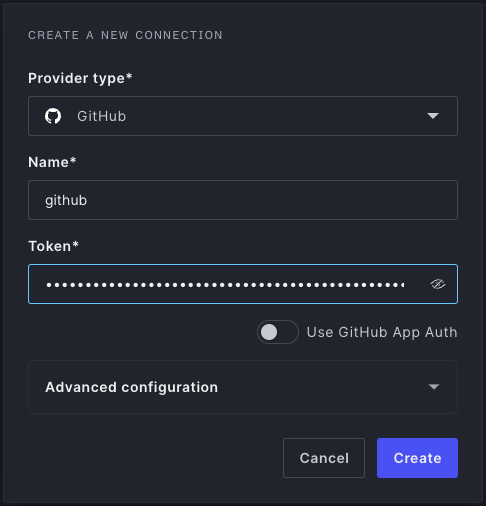 CREATE A NEW CONNECTION
Provider type*
GitHub
Name*
github
Token*
••••••••••••••••••••••••••••••••••••••••••••••
Use GitHub App Auth
Advanced configuration
Cancel
Create